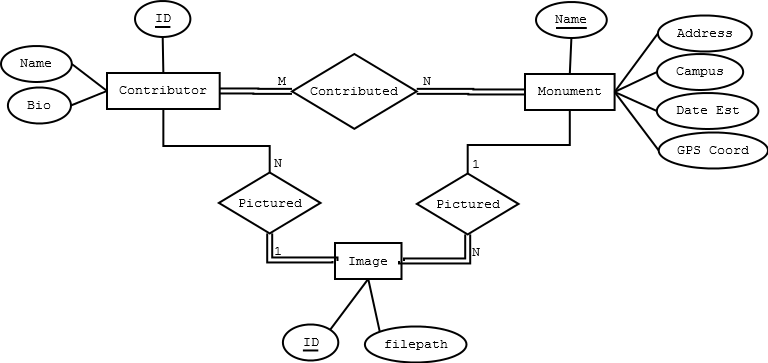 ID
Name
Name
Address
Campus
Bio
Date Est
GPS Coord
Contributor
M
Contributed
N
Monument
N
1
Pictured
Pictured
1
N
Image
ID
filepath